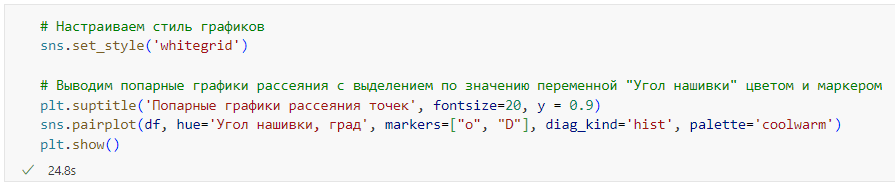 # Настраиваем стиль графиков
sns.set_style('whitegrid')
# Выводим попарные графики рассеяния с выделением по значению переменной "Угол нашивки" цветом и маркером
plt.suptitle('Попарные графики рассеяния точек', fontsize=20, y = 0.9)
sns.pairplot(df, hue='Угол нашивки, град', markers=["o", "D"], diag_kind='hist', palette='coolwarm')
plt.show()
✓ 24.8s